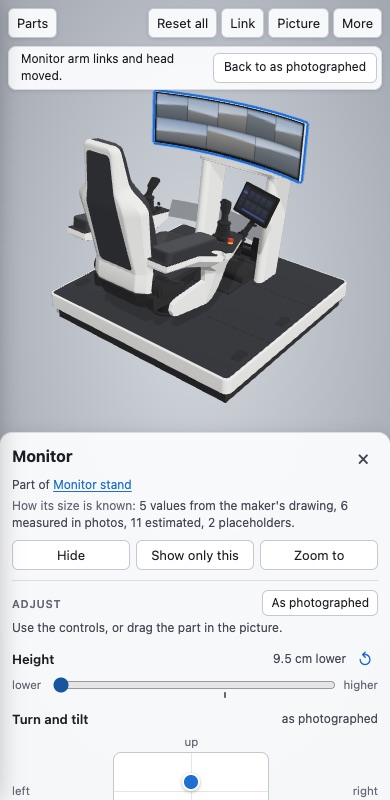 Parts
Reset all
Link
Picture
More
Monitor arm links and head
moved.
Back to as photographed
Monitor
Part of Monitor stand
How its size is known: 5 values from the maker's drawing, 6
measured in photos, 11 estimated, 2 placeholders.
Hide
Show only this
Zoom to
ADJUST
As photographed
Use the controls, or drag the part in the picture.
Height
9.5 cm lower
lower
higher
Turn and tilt
as photographed
up
left
right